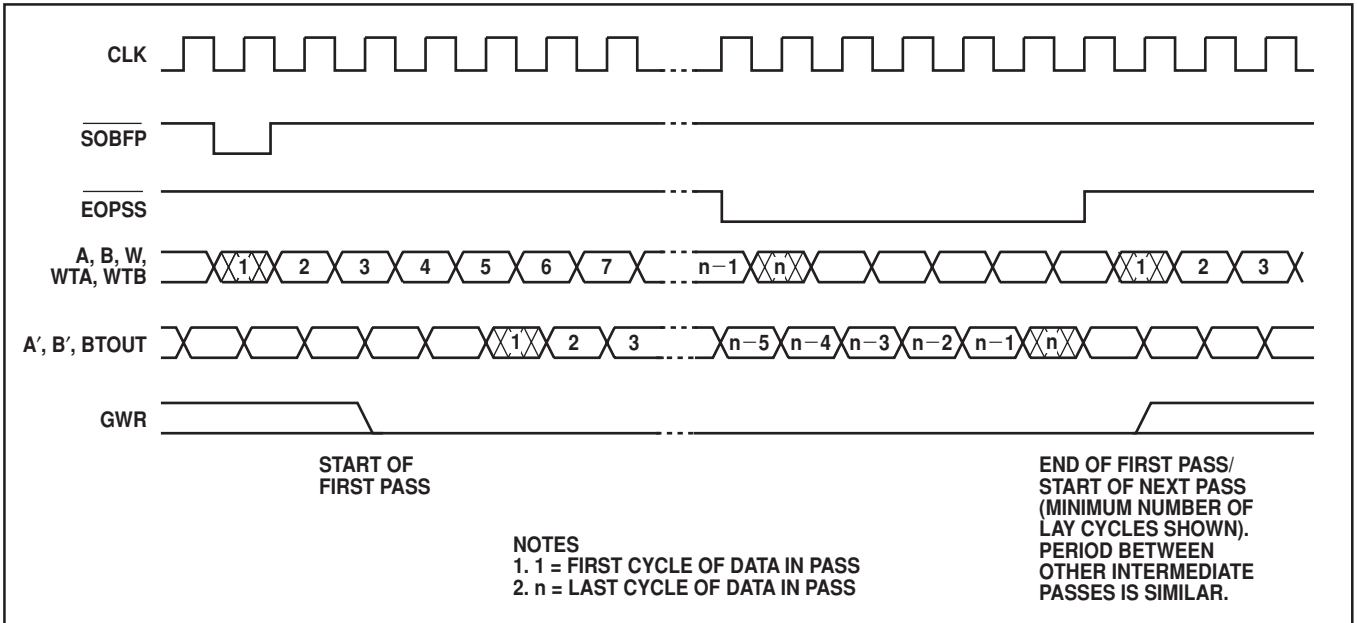 CLK
SOBFP
EOPSS
A, B, W,
WTA, WTB
1 2 3 4 5 6 7 n−1 n 1 2 3
A′, B′, BTOUT
1 2 3 n−5 n−4 n−3 n−2 n−1 n
GWR
START OF
FIRST PASS
NOTES
1. 1 = FIRST CYCLE OF DATA IN PASS
2. n = LAST CYCLE OF DATA IN PASS
END OF FIRST PASS/
START OF NEXT PASS
(MINIMUM NUMBER OF
LAY CYCLES SHOWN).
PERIOD BETWEEN
OTHER INTERMEDIATE
PASSES IS SIMILAR.